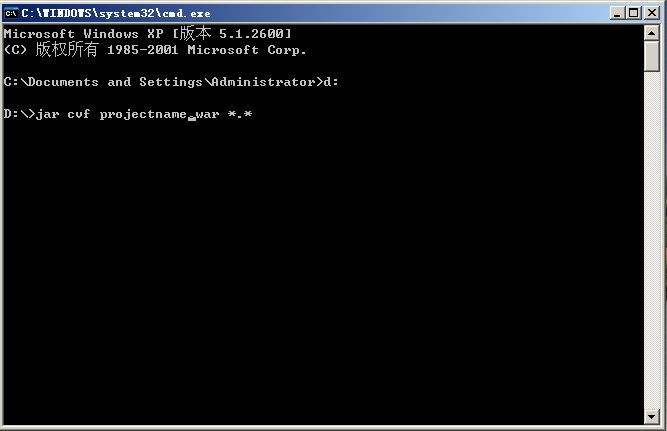 C:\WINDOWS\system32\cmd.exe
Microsoft Windows XP [版本 5.1.2600]
(C) 版权所有 1985-2001 Microsoft Corp.
C:\Documents and Settings\Administrator>d:
D:\>jar cvf projectname.war *.*